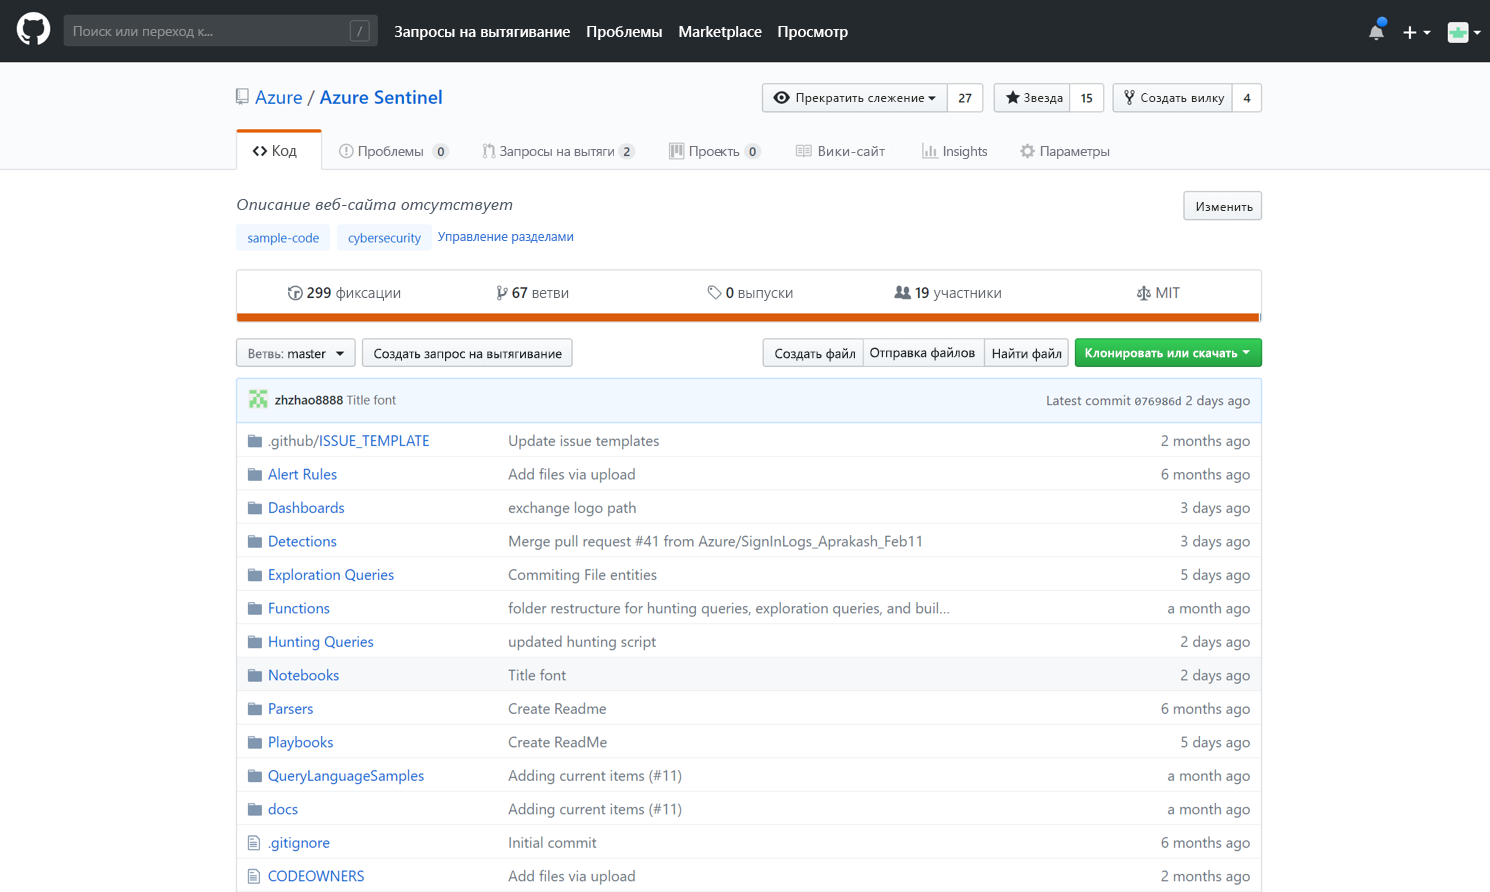 Поиск или переход к... / Запросы на вытягивание Проблемы Marketplace Просмотр
Azure / Azure Sentinel Прекратить слежение 27 Звезда 15 Создать вилку 4
Код Проблемы 0 Запросы на вытяги 2 Проекть 0 Вики-сайт Insights Параметры
Описание веб-сайта отсутствует Изменить
sample-code cybersecurity Управление разделами
299 фиксации 67 ветви 0 выпуски 19 участники MIT
Ветвь: master Создать запрос на вытягивание Создать файл Отправка файлов Найти файл Клонировать или скачать
zhzhao8888 Title font Latest commit 076986d 2 days ago
.github/ISSUE_TEMPLATE Update issue templates 2 months ago
Alert Rules Add files via upload 6 months ago
Dashboards exchange logo path 3 days ago
Detections Merge pull request #41 from Azure/SignInLogs_Aprakash_Feb11 3 days ago
Exploration Queries Commiting File entities 5 days ago
Functions folder restructure for hunting queries, exploration queries, and buil... a month ago
Hunting Queries updated hunting script 2 days ago
Notebooks Title font 2 days ago
Parsers Create Readme 6 months ago
Playbooks Create ReadMe 5 days ago
QueryLanguageSamples Adding current items (#11) a month ago
docs Adding current items (#11) a month ago
.gitignore Initial commit 6 months ago
CODEOWNERS Add files via upload 2 months ago